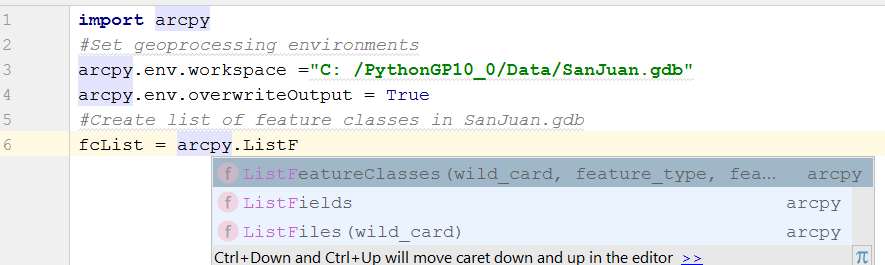 1 import arcpy
2 #Set geoprocessing environments
3 arcpy.env.workspace ="C: /PythonGP10_0/Data/SanJuan.gdb"
4 arcpy.env.overwriteOutput = True
5 #Create list of feature classes in SanJuan.gdb
6 fcList = arcpy.ListF
f ListFeatureClasses(wild_card, feature_type, fea... arcpy
f ListFields arcpy
f ListFiles(wild_card) arcpy
Ctrl+Down and Ctrl+Up will move caret down and up in the editor >> π